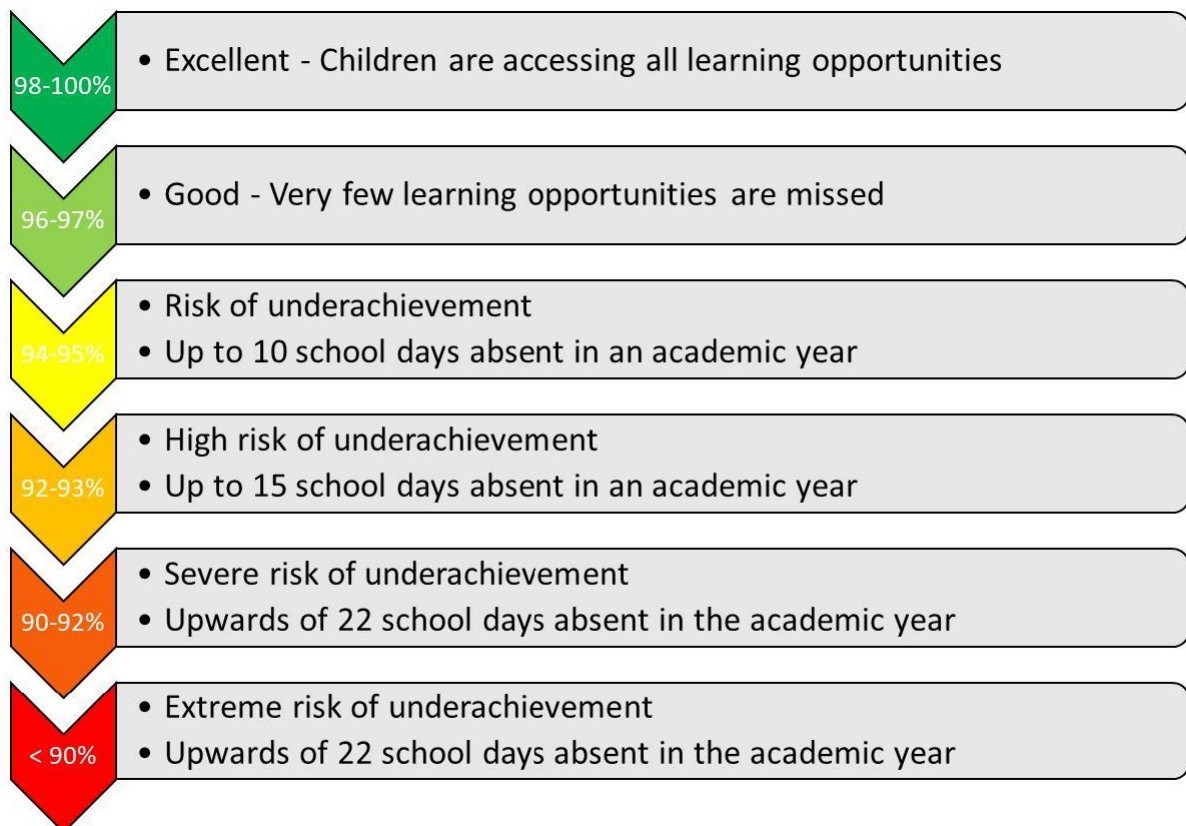 98-100%
• Excellent - Children are accessing all learning opportunities
96-97%
• Good - Very few learning opportunities are missed
94-95%
• Risk of underachievement
• Up to 10 school days absent in an academic year
92-93%
• High risk of underachievement
• Up to 15 school days absent in an academic year
90-92%
• Severe risk of underachievement
• Upwards of 22 school days absent in the academic year
< 90%
• Extreme risk of underachievement
• Upwards of 22 school days absent in the academic year